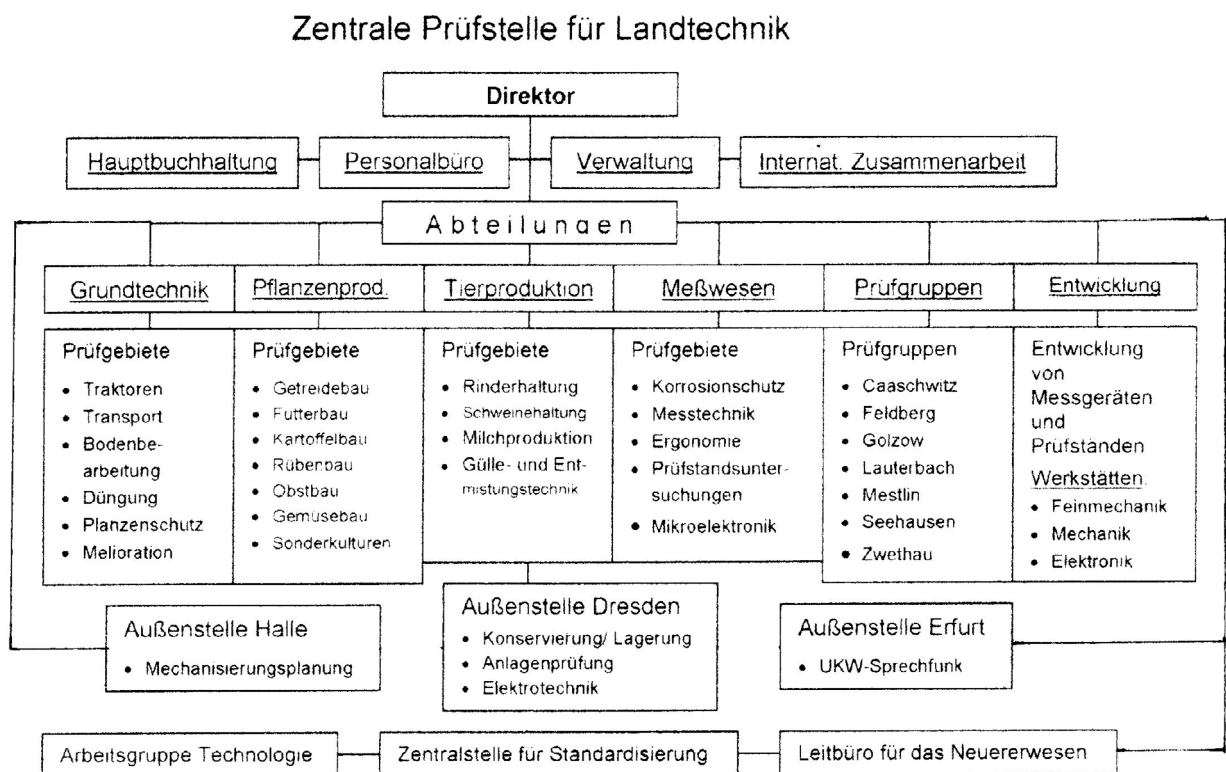 Zentrale Prüfstelle für Landtechnik
Direktor
Hauptbuchhaltung
Personalbüro
Verwaltung
Internat. Zusammenarbeit
Abteilungen
Grundtechnik
Pflanzenprod.
Tierproduktion
Meßwesen
Prüfgruppen
Entwicklung
Prüfgebiete
• Traktoren
• Transport
• Bodenbe-
arbeitung
• Düngung
• Planzenschutz
• Melioration
Prüfgebiete
• Getreidebau
• Futterbau
• Kartoffelbau
• Rübenbau
• Obstbau
• Gemüsebau
• Sonderkulturen
Prüfgebiete
• Rinderhaltung
• Schweinehaltung
• Milchproduktion
• Gülle- und Ent-
mistungstechnik
Prüfgebiete
• Korrosionschutz
• Messtechnik
• Ergonomie
• Prüfstandsunter-
suchungen
• Mikroelektronik
Prüfgruppen
• Caaschwitz
• Feldberg
• Golzow
• Lauterbach
• Mestlin
• Seehausen
• Zwethau
Entwicklung
von
Messgeräten
und
Prüfständen
Werkstätten
• Feinmechanik
• Mechanik
• Elektronik
Außenstelle Halle
• Mechanisierungsplanung
Außenstelle Dresden
• Konservierung/ Lagerung
• Anlagenprüfung
• Elektrotechnik
Außenstelle Erfurt
• UKW-Sprechfunk
Arbeitsgruppe Technologie
Zentralstelle für Standardisierung
Leitbüro für das Neuererwesen